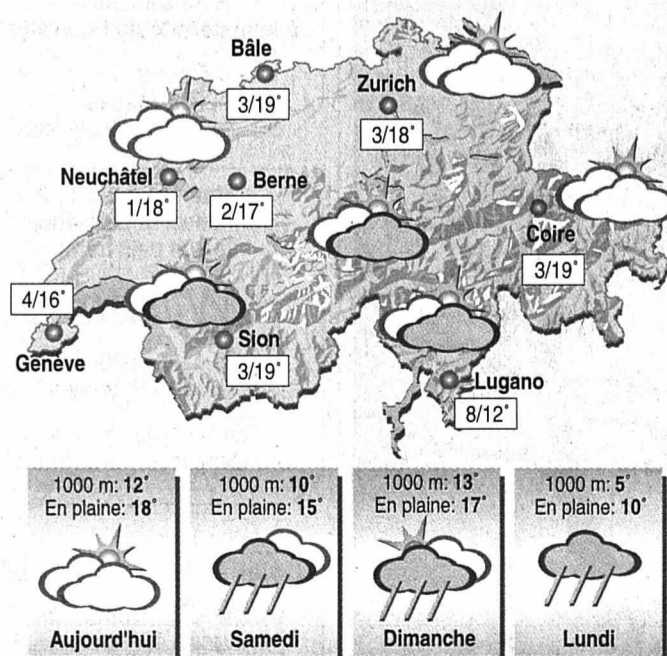 Bâle
3/19°
Zurich
3/18°
Neuchâtel
1/18°
Berne
2/17°
Coire
3/19°
4/16°
Genève
Sion
3/19°
Lugano
8/12°
1000 m: 12°
En plaine: 18°
Aujourd'hui
1000 m: 10°
En plaine: 15°
Samedi
1000 m: 13°
En plaine: 17°
Dimanche
1000 m: 5°
En plaine: 10°
Lundi